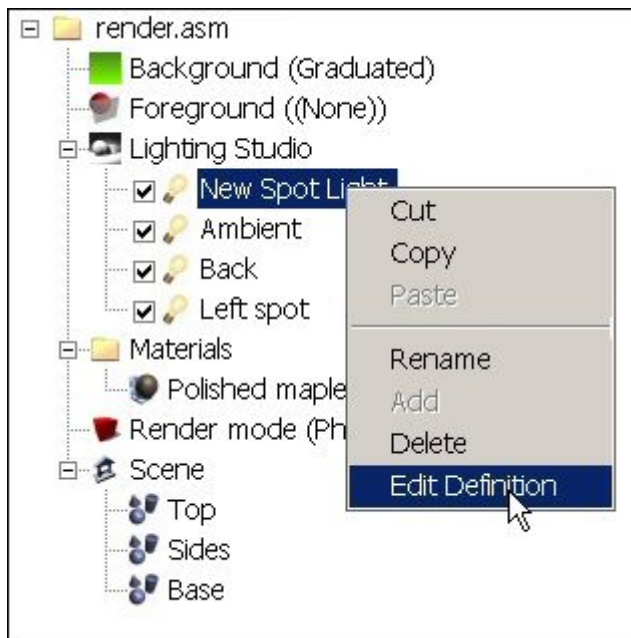 render.asm
Background (Graduated)
Foreground ((None))
Lighting Studio
New Spot Light
Ambient
Back
Left spot
Materials
Polished maple
Render mode (Ph
Scene
Top
Sides
Base
Cut
Copy
Paste
Rename
Add
Delete
Edit Definition